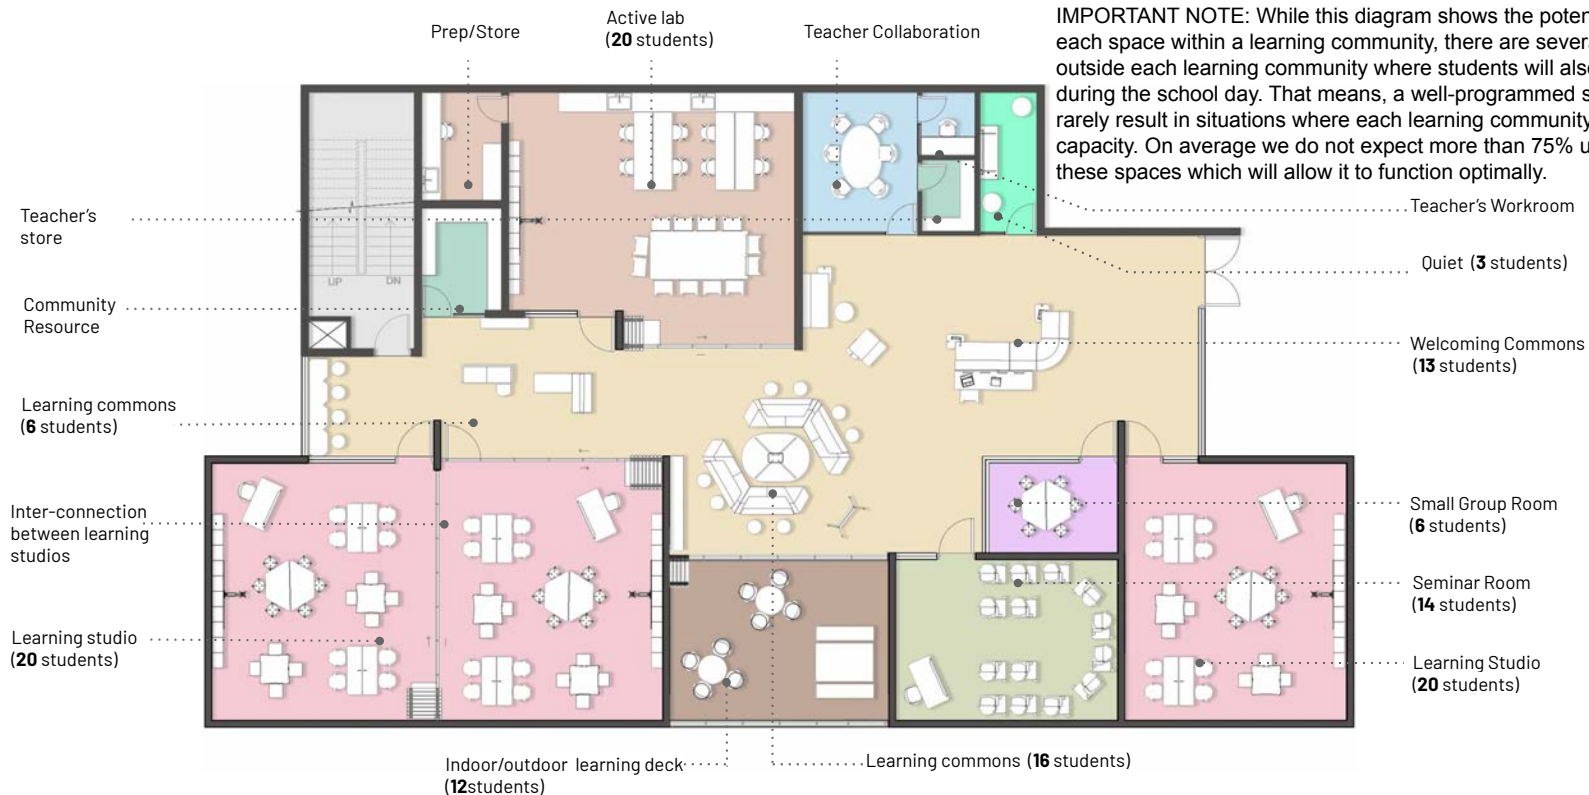 Prep/Store
Active lab
(20 students)
Teacher Collaboration
IMPORTANT NOTE: While this diagram shows the poten
each space within a learning community, there are severa
outside each learning community where students will also
during the school day. That means, a well-programmed s
rarely result in situations where each learning community
capacity. On average we do not expect more than 75% u
these spaces which will allow it to function optimally.
Teacher's
store
Teacher's Workroom
Quiet (3 students)
UP DN
Community
Resource
Welcoming Commons
(13 students)
Learning commons
(6 students)
Inter-connection
between learning
studios
Small Group Room
(6 students)
Seminar Room
(14 students)
Learning studio
(20 students)
Learning Studio
(20 students)
Indoor/outdoor learning deck
(12students)
Learning commons (16 students)